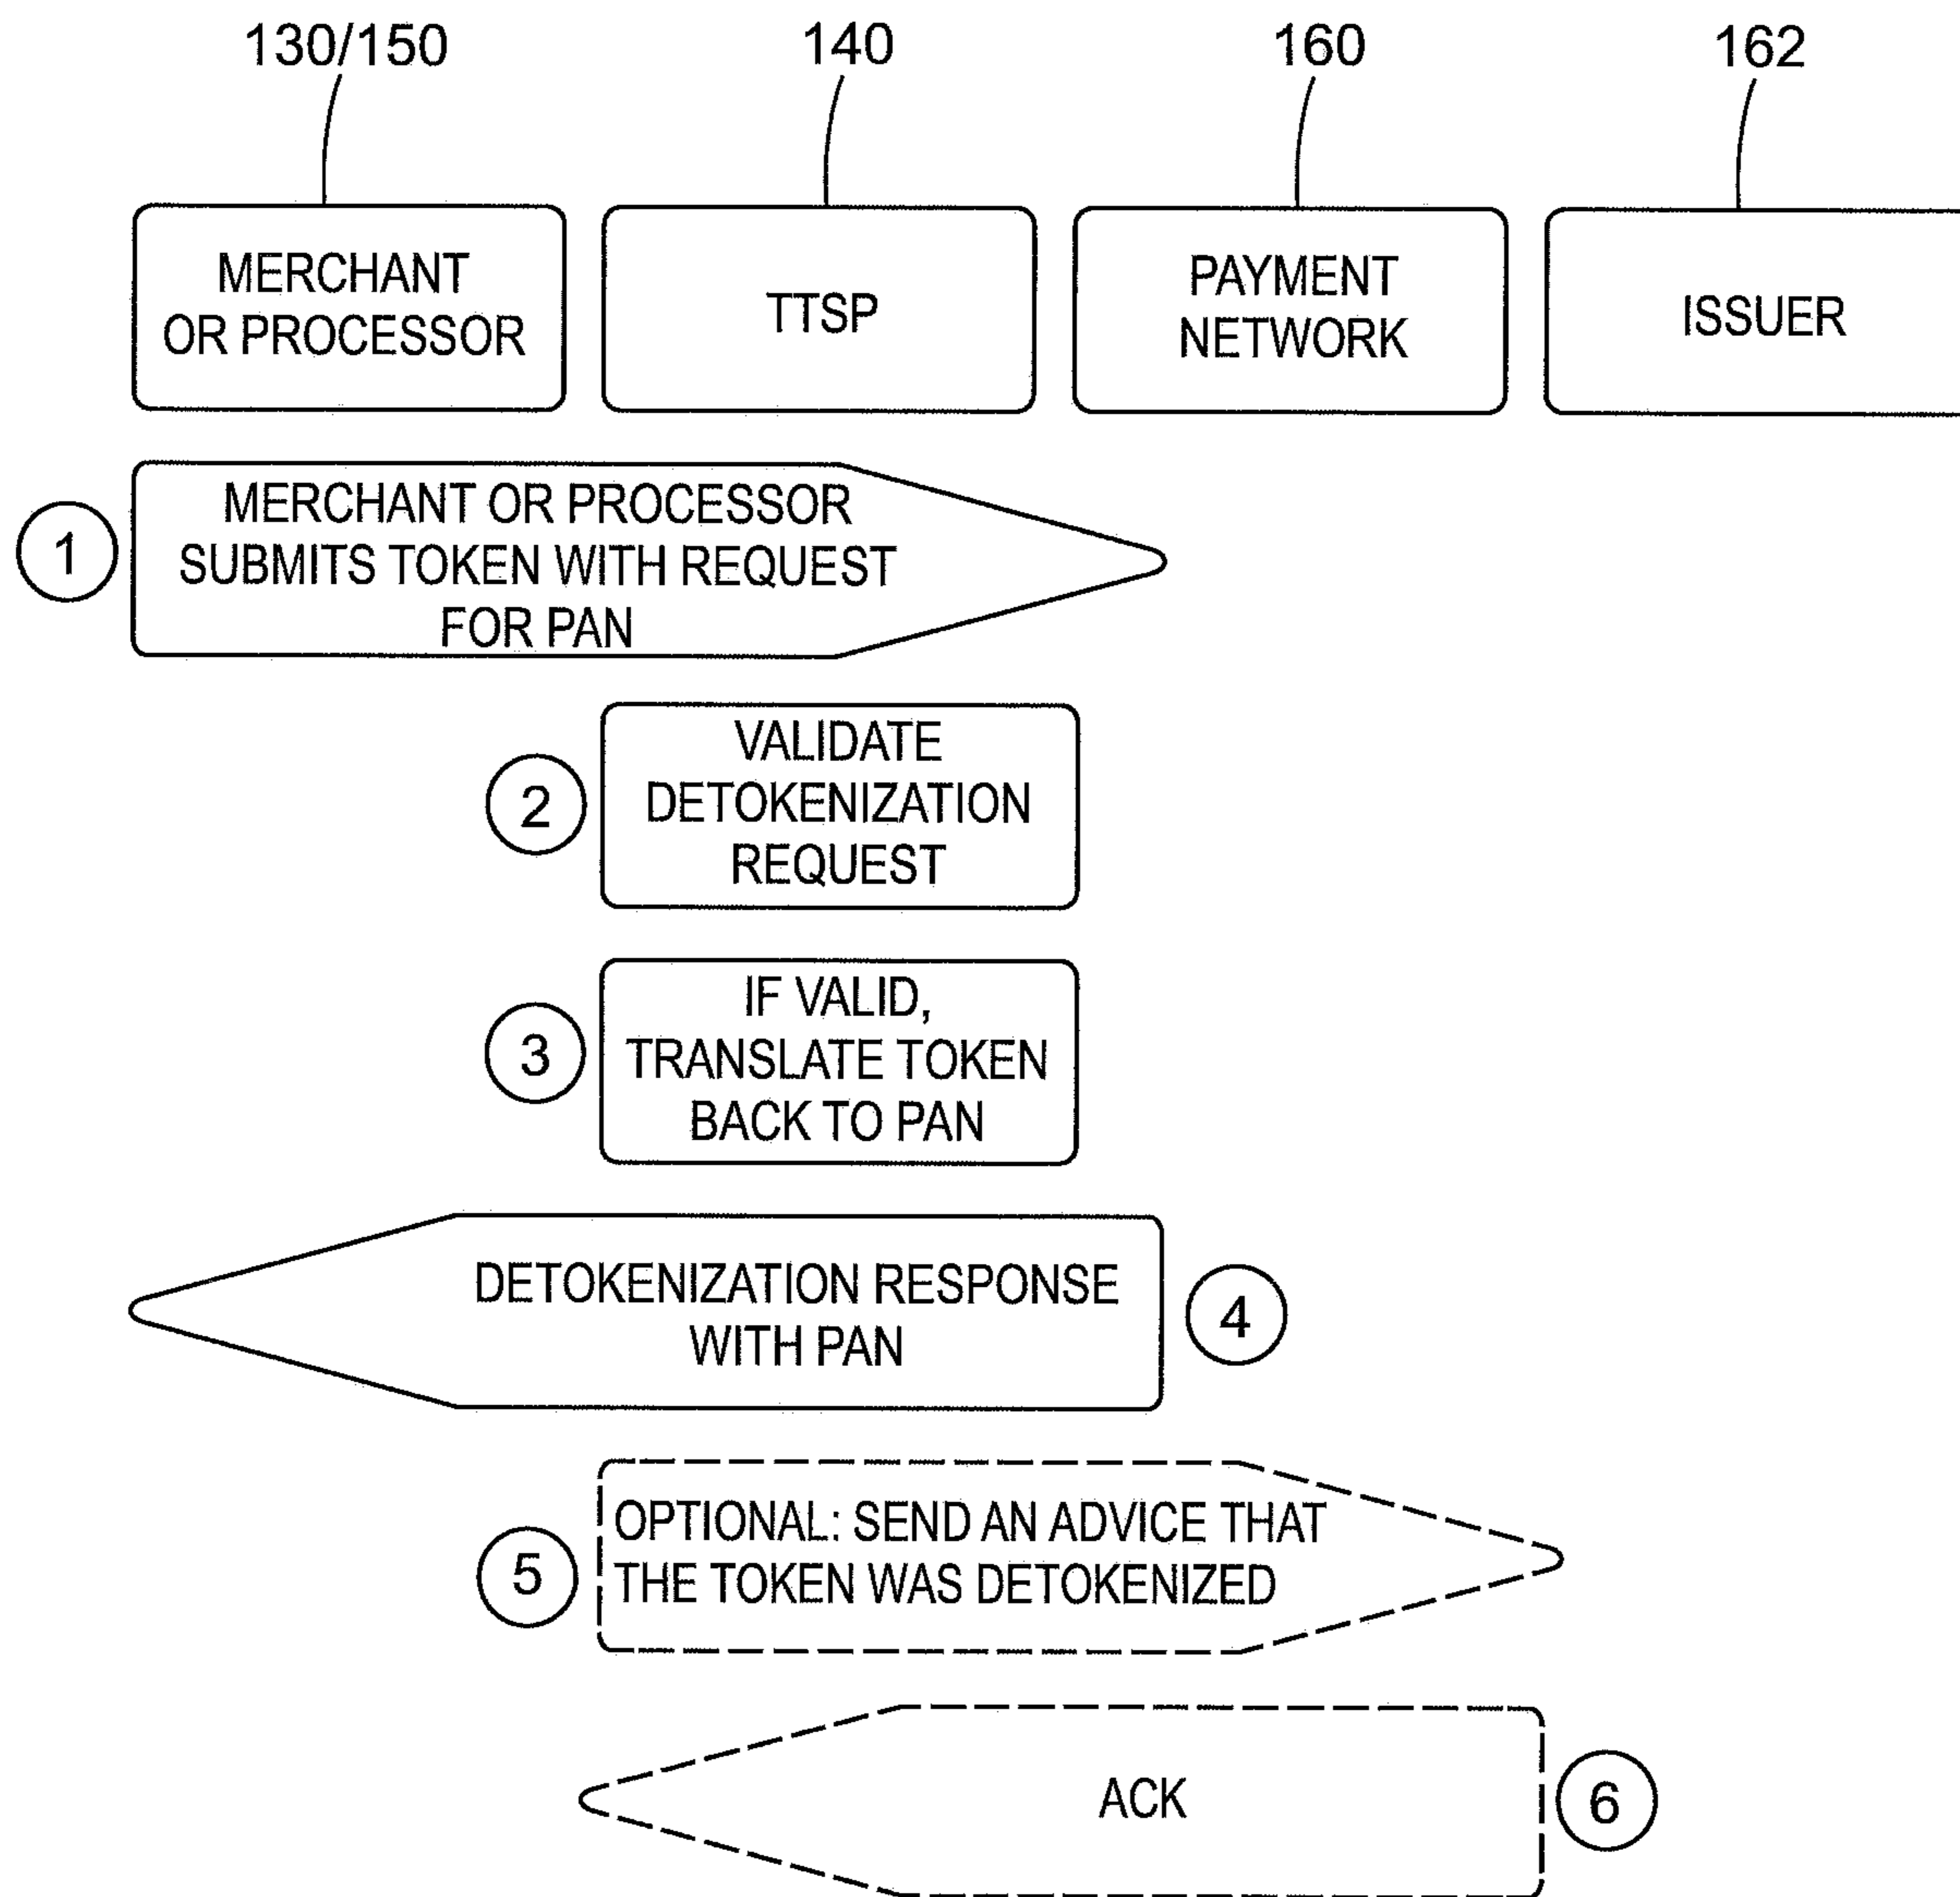 130/150
140
160
162
MERCHANT
OR PROCESSOR
TTSP
PAYMENT
NETWORK
ISSUER
1
MERCHANT OR PROCESSOR
SUBMITS TOKEN WITH REQUEST
FOR PAN
2
VALIDATE
DETOKENIZATION
REQUEST
3
IF VALID,
TRANSLATE TOKEN
BACK TO PAN
DETOKENIZATION RESPONSE
WITH PAN
4
5
OPTIONAL: SEND AN ADVICE THAT
THE TOKEN WAS DETOKENIZED
ACK
6